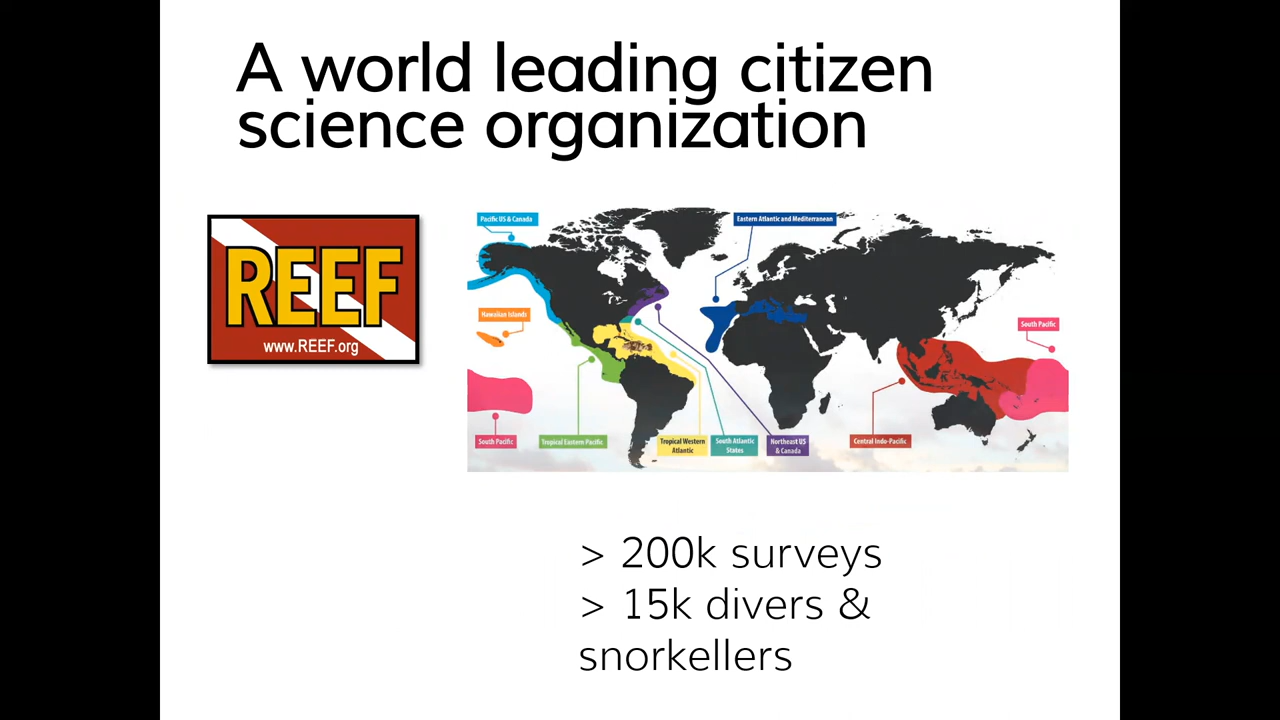 A world leading citizen
science organization
REEF
www.REEF.org
Pacific US & Canada
Eastern Atlantic and Mediterranean
Hawaiian Islands
South Pacific
South Pacific
Tropical Eastern Pacific
Tropical Western
Atlantic
South Atlantic
States
Northeast US
& Canada
Central Indo-Pacific
> 200k surveys
> 15k divers &
snorkellers